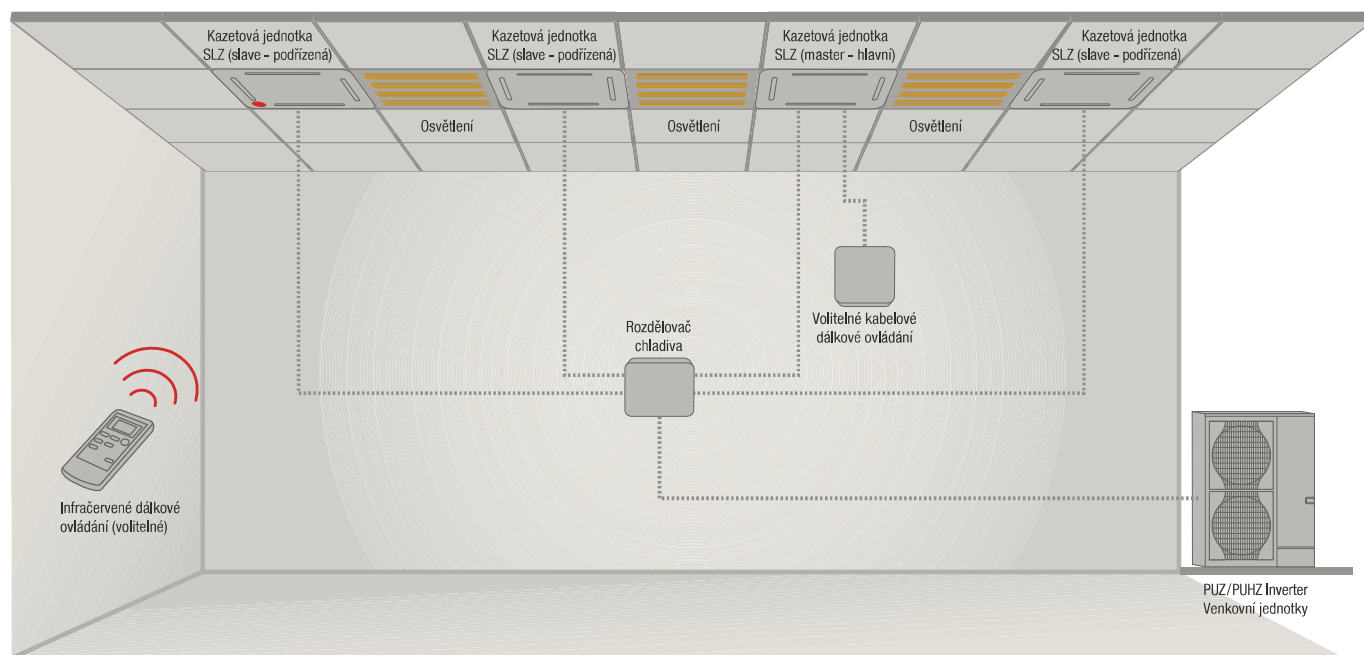 Kazetová jednotka
SLZ (slave – podřízená)
Kazetová jednotka
SLZ (slave – podřízená)
Kazetová jednotka
SLZ (master – hlavní)
Kazetová jednotka
SLZ (slave – podřízená)
Osvětlení
Osvětlení
Osvětlení
Volitelné kabelové
dálkové ovládání
Rozdělovač
chladiva
Infračervené dálkové
ovládání (volitelné)
PUZ/PUHZ Inverter
Venkovní jednotky